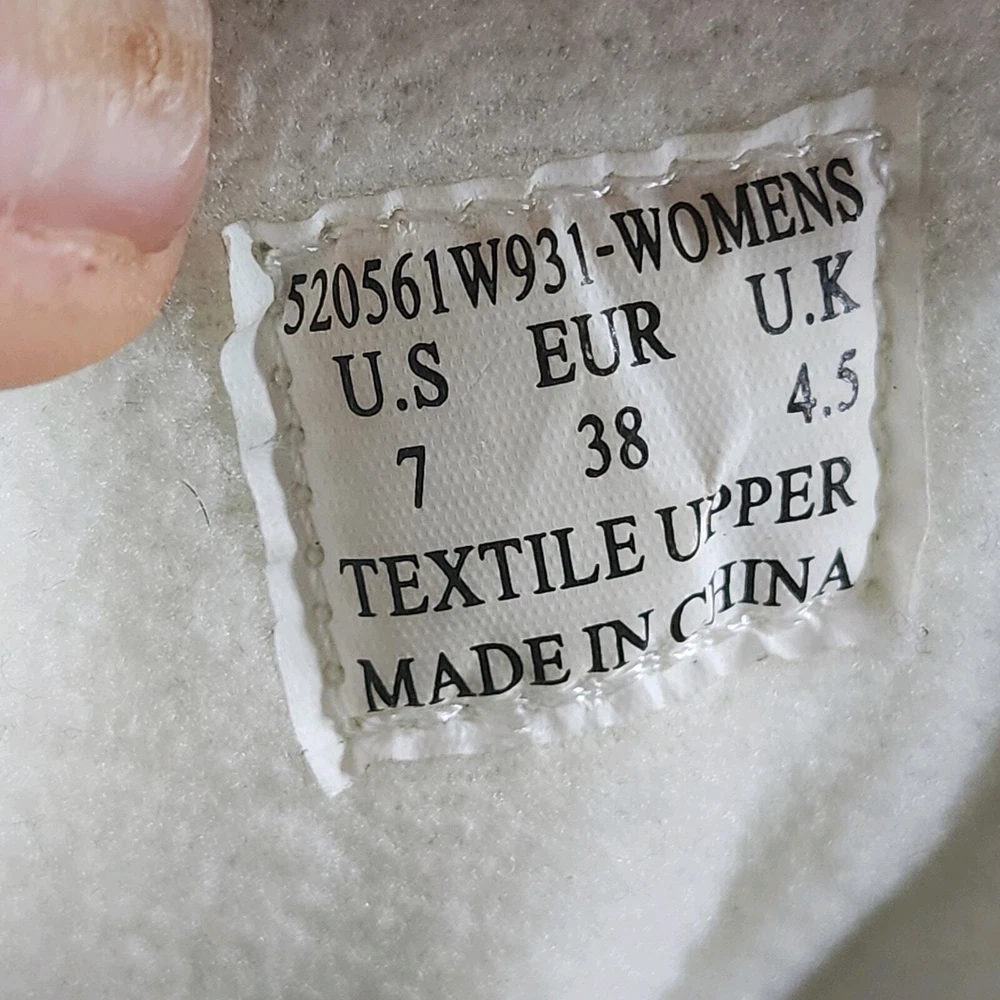 520561W931-WOMENS
U.S EUR U.K
7 38 4.5
TEXTILE UPPER
MADE IN CHINA